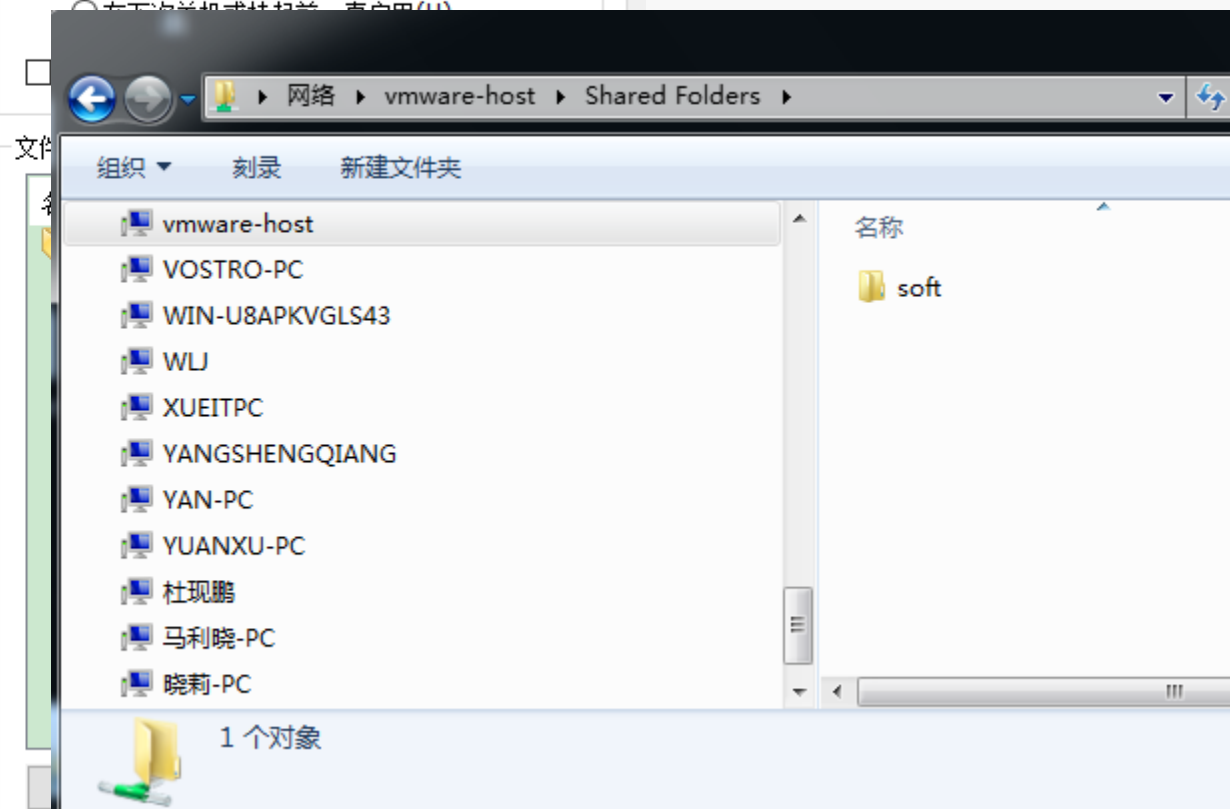 网络 vmware-host Shared Folders
文件
组织 刻录 新建文件夹
vmware-host
VOSTRO-PC
WIN-U8APKVGLS43
WLJ
XUEITPC
YANGSHENGQIANG
YAN-PC
YUANXU-PC
杜现鹏
马利晓-PC
晓莉-PC
名称
soft
1 个对象